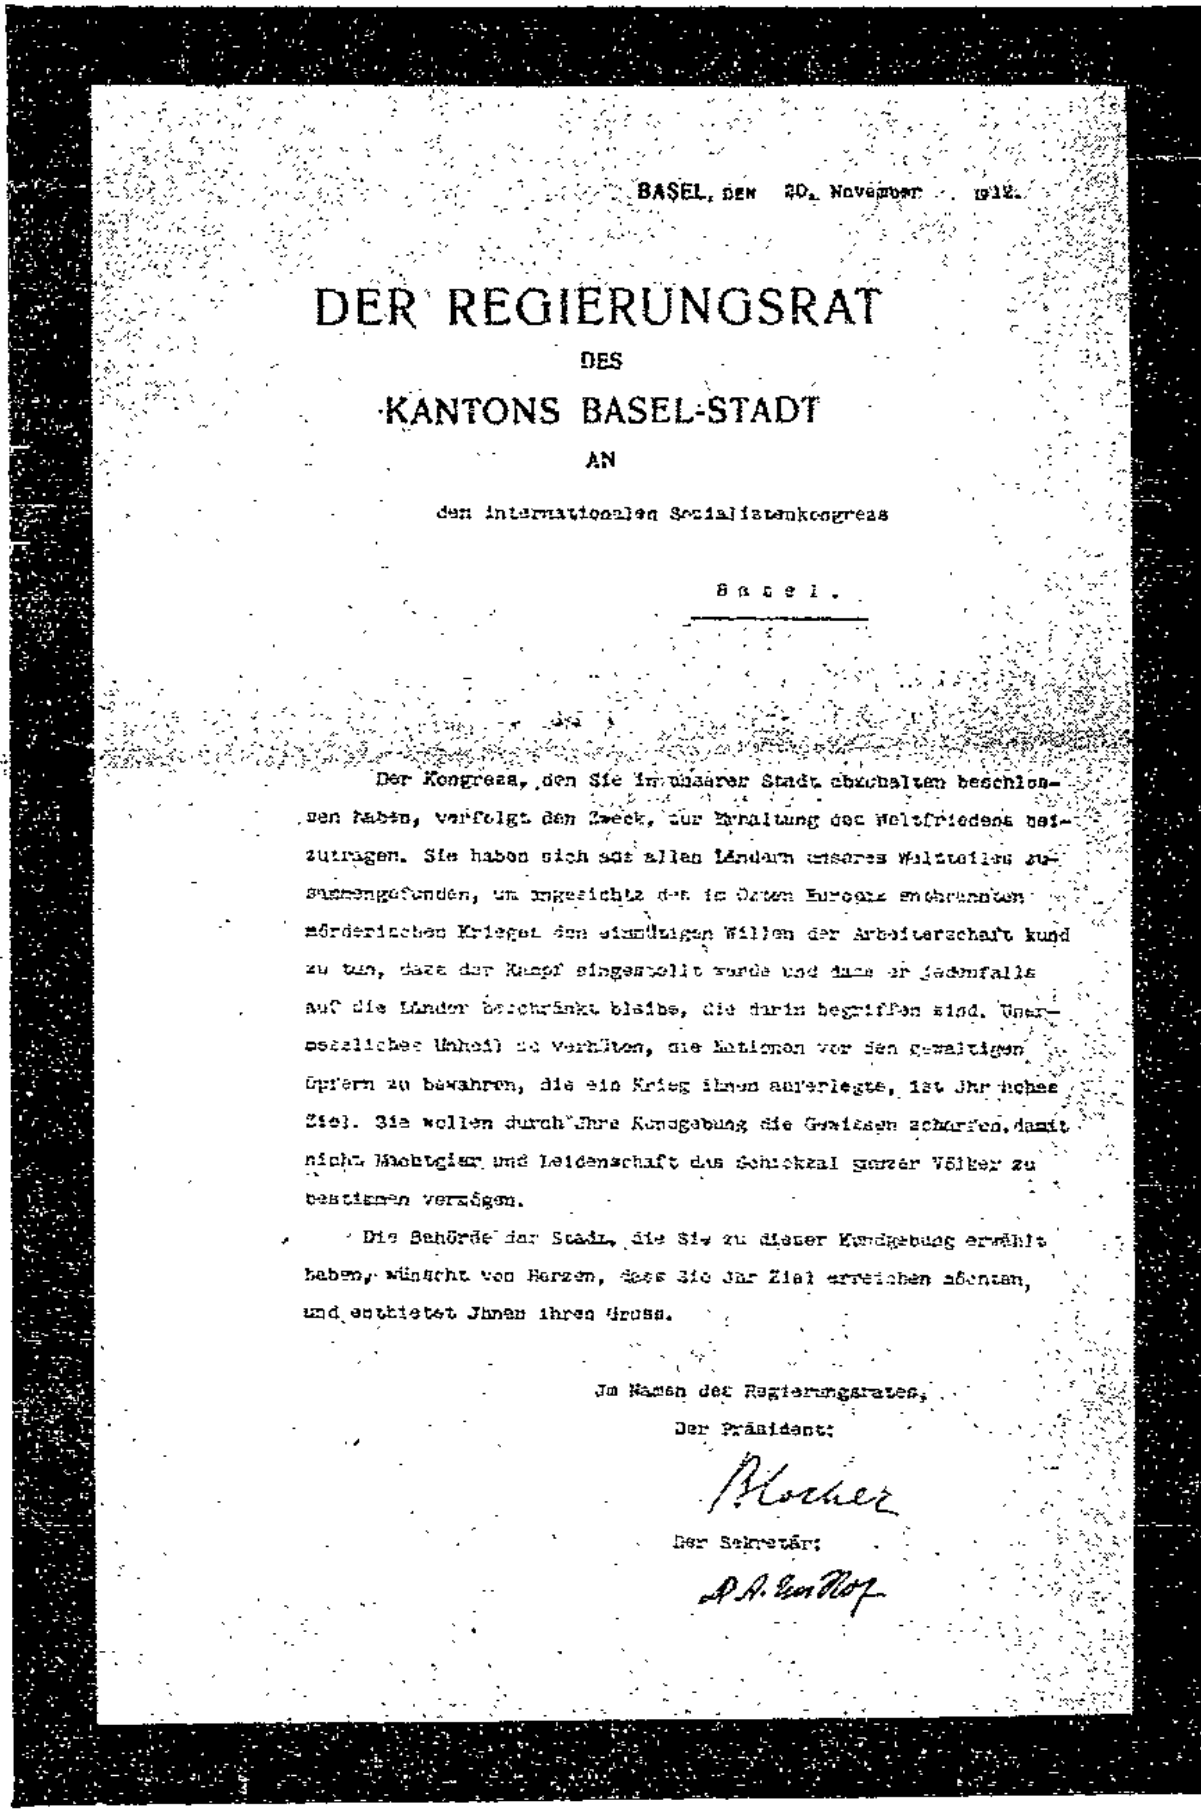 BASEL, DEN 20. November 1912.
DER REGIERUNGSRAT
DES
KANTONS BASEL-STADT
AN
den internationalen Sozialistenkongress
Basel.
Der Kongress, den Sie in unserer Stadt abzuhalten beschlos-
sen haben, verfolgt den Zweck, zur Erhaltung des Weltfriedens bei-
zutragen. Sie haben sich aus allen Ländern unseres Weltteiles zu-
sammengefunden, um angesichts des im Osten Europas entbrannten
mörderischen Krieges den einmütigen Willen der Arbeiterschaft kund
zu tun, dass der Kampf eingestellt werde und dass er jedenfalls
auf die Länder beschränkt bleibe, die darin begriffen sind. Uner-
messliches Unheil zu verhüten, die Nationen vor den gewaltigen
Opfern zu bewahren, die ein Krieg ihnen auferlegte, ist Jhr hohes
Ziel. Sie wollen durch Jhre Kundgebung die Gewissen schärfen, damit
nicht Machtgier und Leidenschaft das Schicksal ganzer Völker zu
bestimmen vermögen.
Die Behörde der Stadt, die Sie zu dieser Kundgebung erwählt
haben, wünscht von Herzen, dass Sie Jhr Ziel erreichen möchten,
und entbietet Jhnen ihren Gruss.
Jm Namen des Regierungsrates,
Der Präsident:
Blocher
Der Sekretär:
Dr A. Im Hof